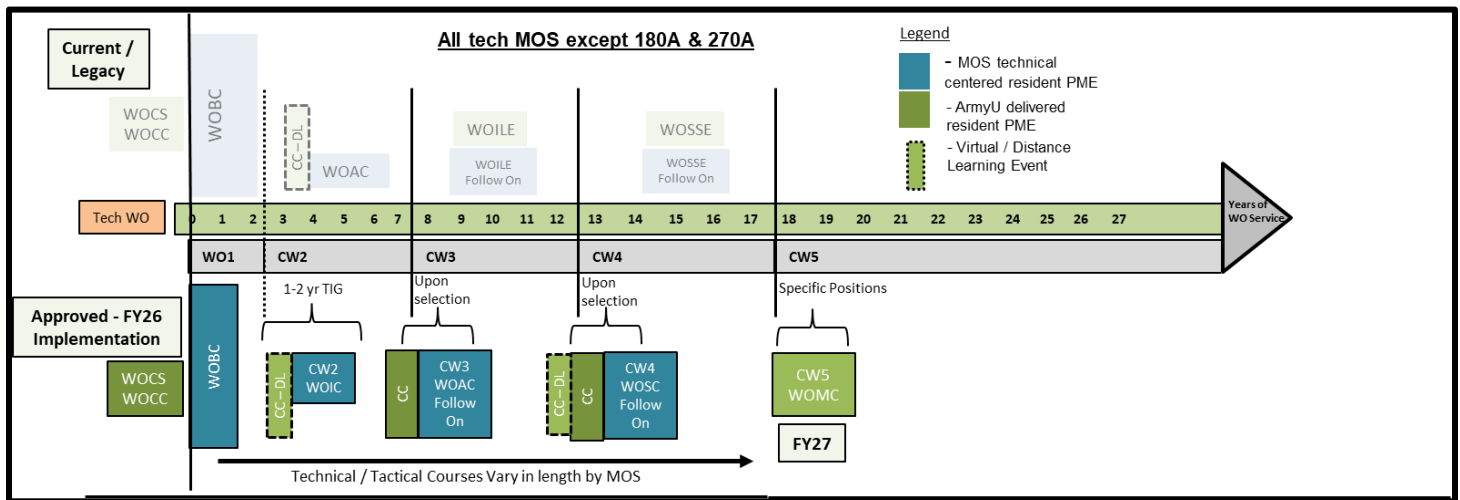 All tech MOS except 180A & 270A
Legend
- MOS technical
centered resident PME
- ArmyU delivered
resident PME
- Virtual / Distance
Learning Event
Current /
Legacy
WOCS
WOCC
WOBC
CC – DL
WOAC
WOILE
WOILE
Follow On
WOSSE
WOSSE
Follow On
Tech WO
0 1 2 3 4 5 6 7 8 9 10 11 12 13 14 15 16 17 18 19 20 21 22 23 24 25 26 27
Years of
WO Service
WO1 CW2 CW3 CW4 CW5
1-2 yr TIG
Upon
selection
Upon
selection
Specific Positions
Approved - FY26
Implementation
WOCS
WOCC
WOBC
CC – DL
CW2
WOIC
CC
CW3
WOAC
Follow
On
CC – DL
CC
CW4
WOSC
Follow
On
CW5
WOMC
FY27
Technical / Tactical Courses Vary in length by MOS